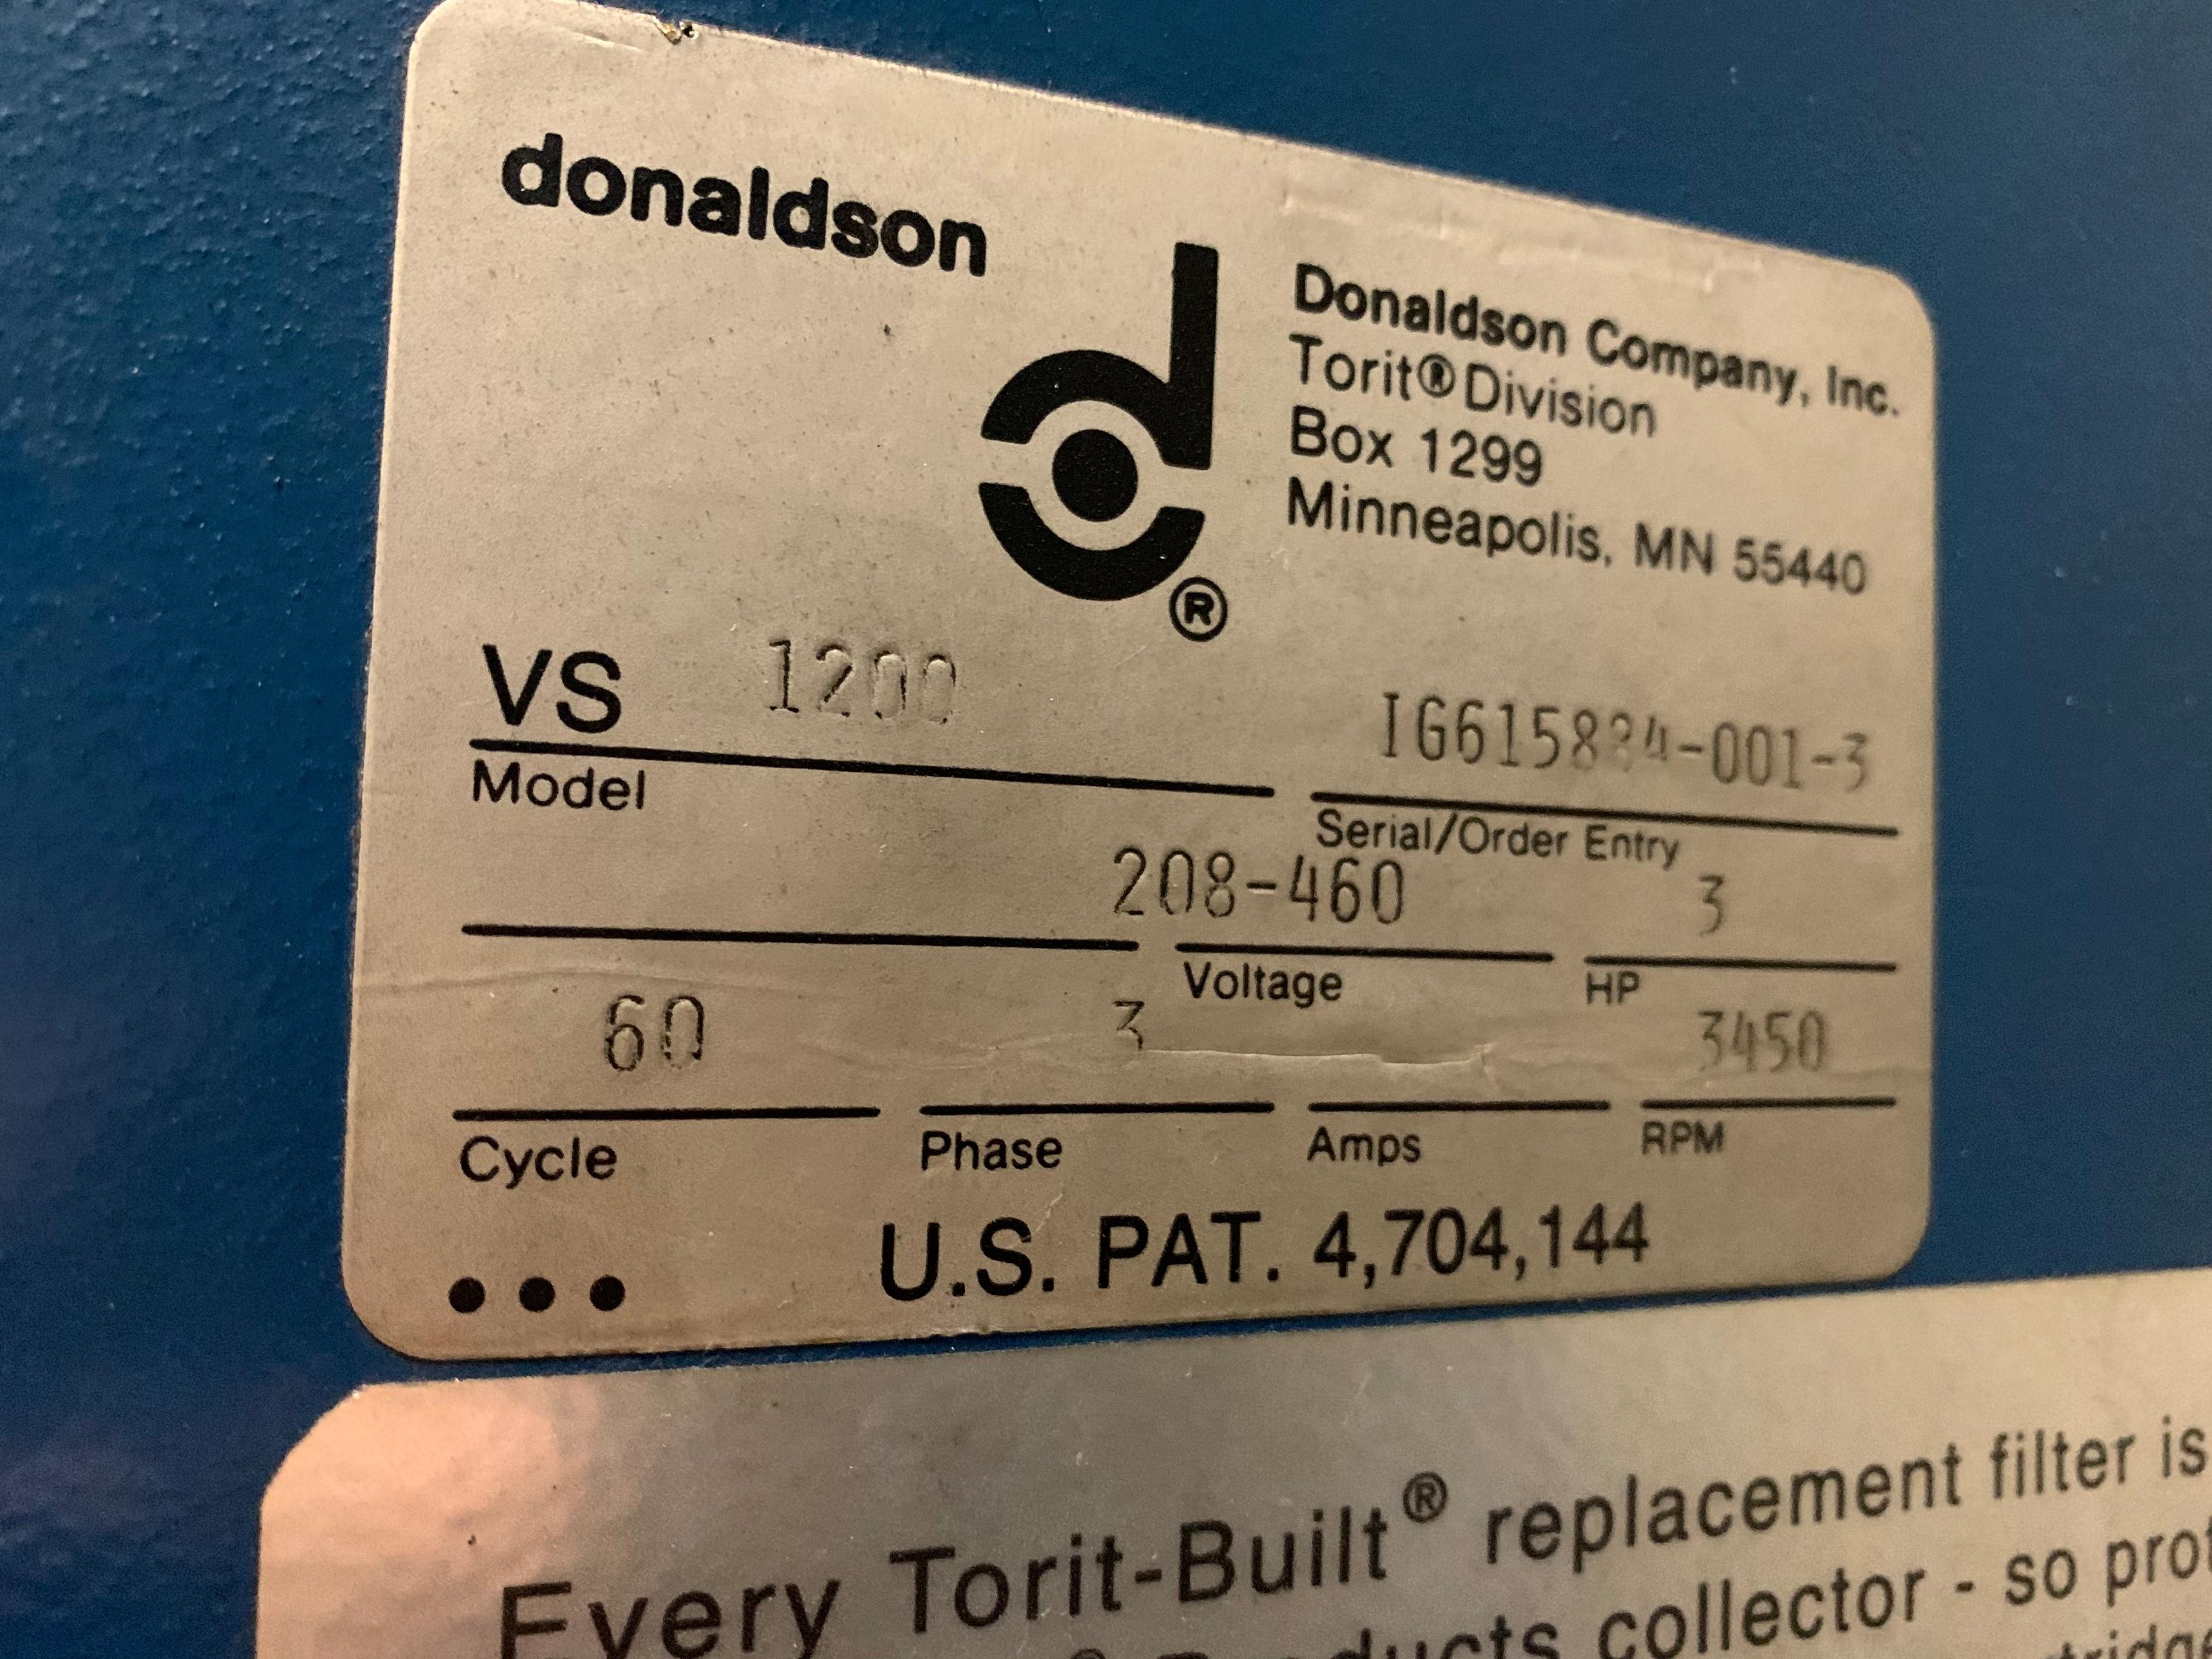 donaldson
Donaldson Company, Inc.
Torit® Division
Box 1299
Minneapolis, MN 55440
®
VS 1200
Model
Serial/Order Entry
208-460
Voltage
3
HP
60
Cycle
3
Phase
Amps
3450
RPM
U.S. PAT. 4,704,144
Every Torit-Built® replacement filter is
collector - so